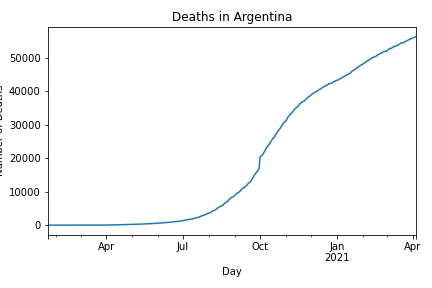 Deaths in Argentina
Number of Deaths
50000
40000
30000
20000
10000
0
Apr
Jul
Oct
Jan
2021
Apr
Day